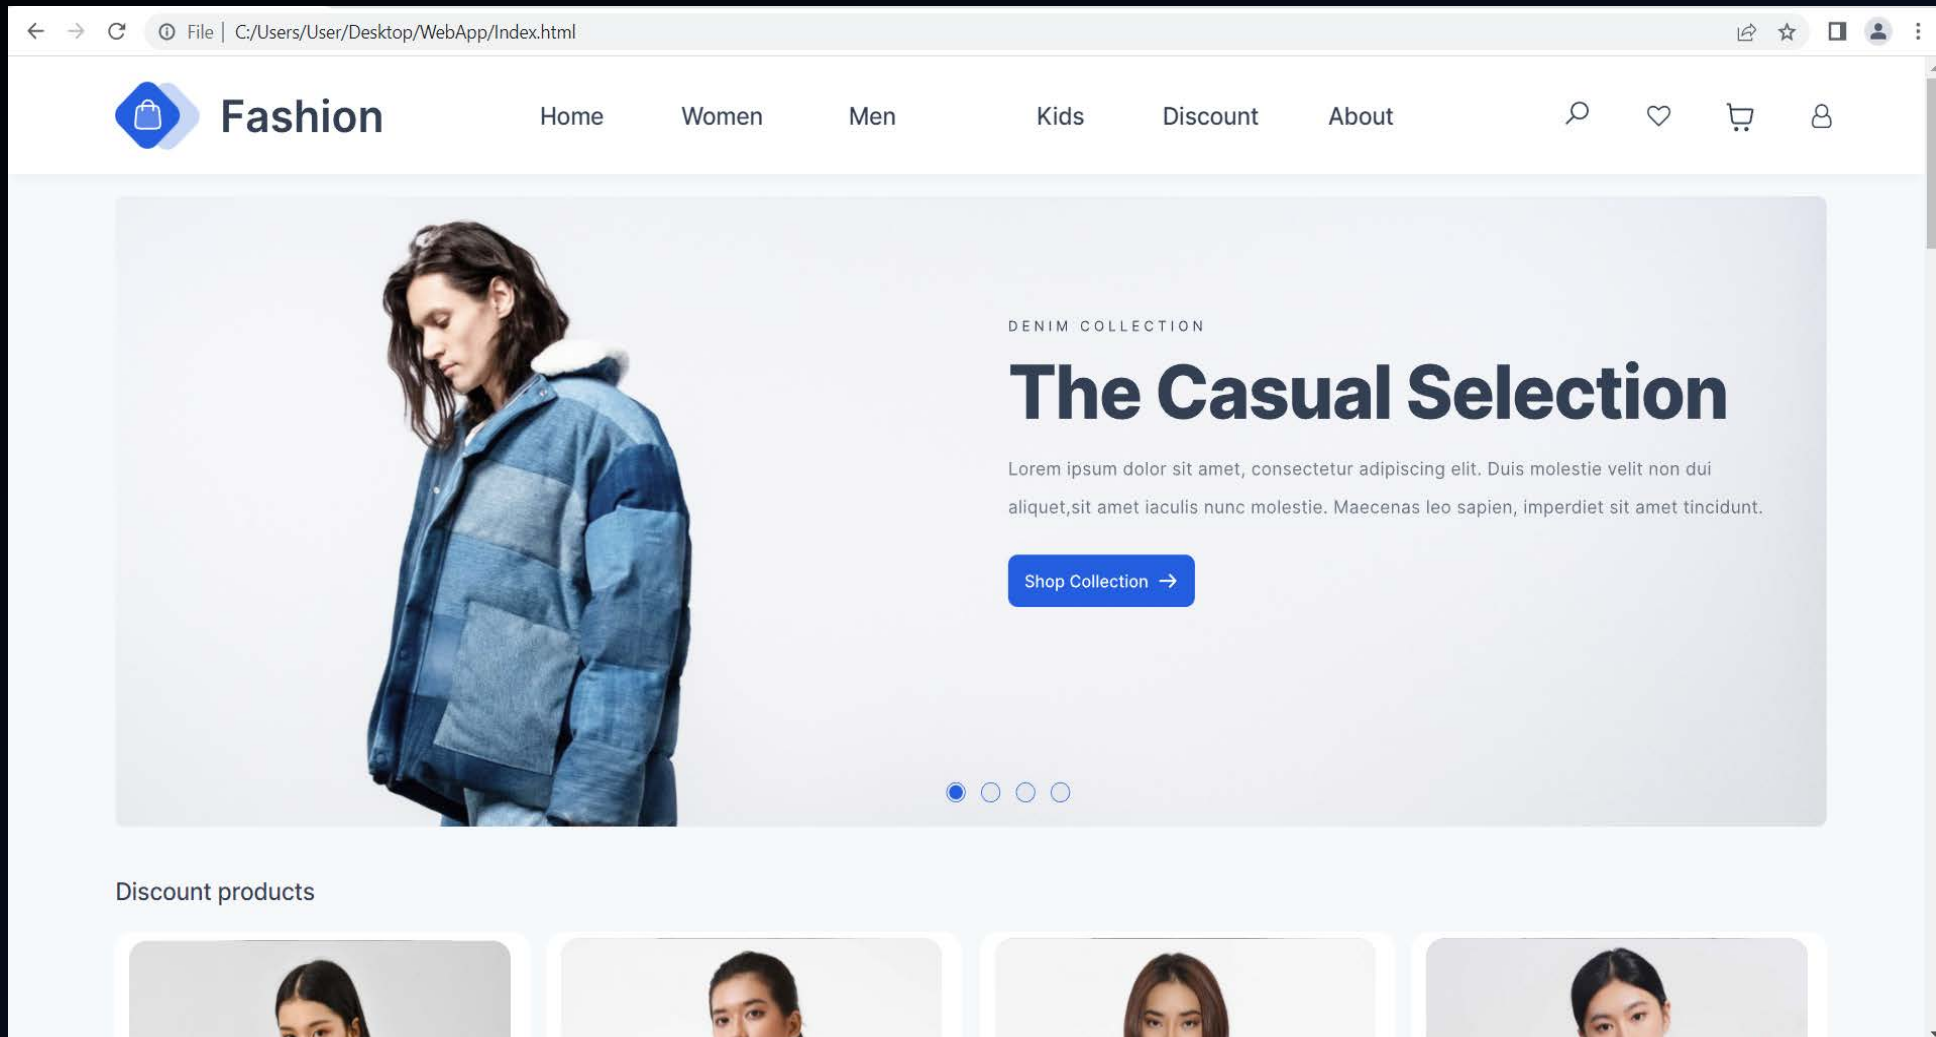 File | C:/Users/User/Desktop/WebApp/Index.html
Fashion Home Women Men Kids Discount About
DENIM COLLECTION
The Casual Selection
Lorem ipsum dolor sit amet, consectetur adipiscing elit. Duis molestie velit non dui
aliquet,sit amet iaculis nunc molestie. Maecenas leo sapien, imperdiet sit amet tincidunt.
Shop Collection →
Discount products